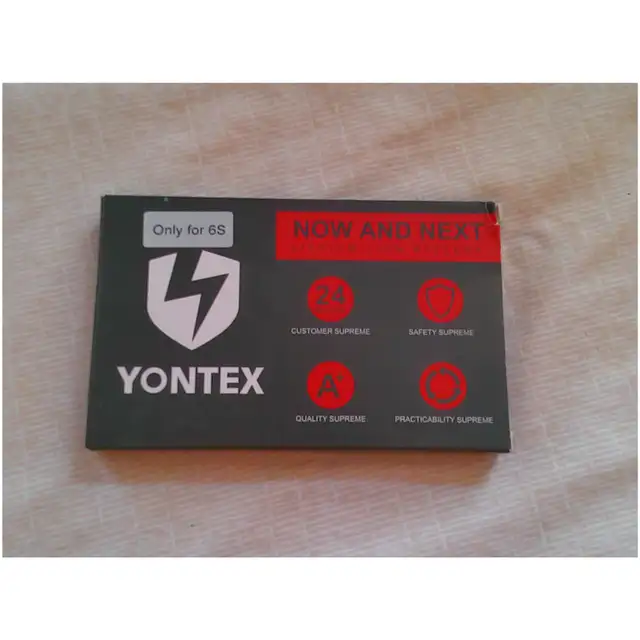 Only for 6S
YONTEX
NOW AND NEXT
24
CUSTOMER SUPREME
SAFETY SUPREME
A+
QUALITY SUPREME
PRACTICABILITY SUPREME